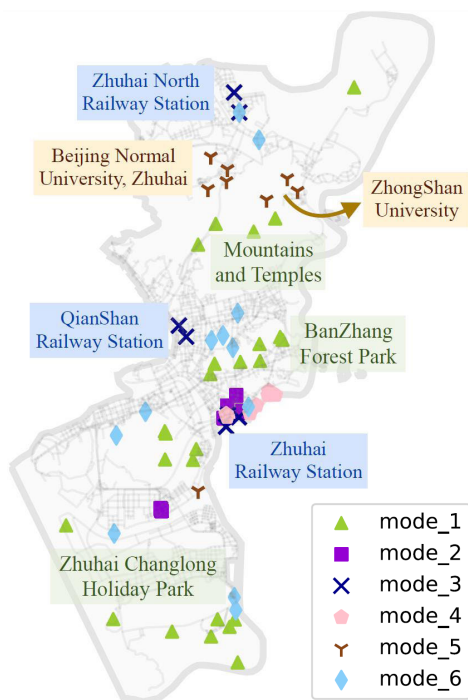 Zhuhai North
Railway Station
Beijing Normal
University, Zhuhai
ZhongShan
University
Mountains
and Temples
QianShan
Railway Station
BanZhang
Forest Park
Zhuhai
Railway Station
Zhuhai Changlong
Holiday Park
mode_1
mode_2
mode_3
mode_4
mode_5
mode_6